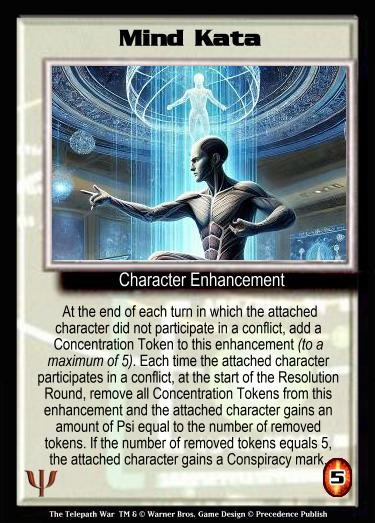 Mind Kata
Character Enhancement
At the end of each turn in which the attached
character did not participate in a conflict, add a
Concentration Token to this enhancement (to a
maximum of 5). Each time the attached character
participates in a conflict, at the start of the Resolution
Round, remove all Concentration Tokens from this
enhancement and the attached character gains an
amount of Psi equal to the number of removed
tokens. If the number of removed tokens equals 5,
the attached character gains a Conspiracy mark.
5
The Telepath War TM & © Warner Bros. Game Design © Precedence Publish